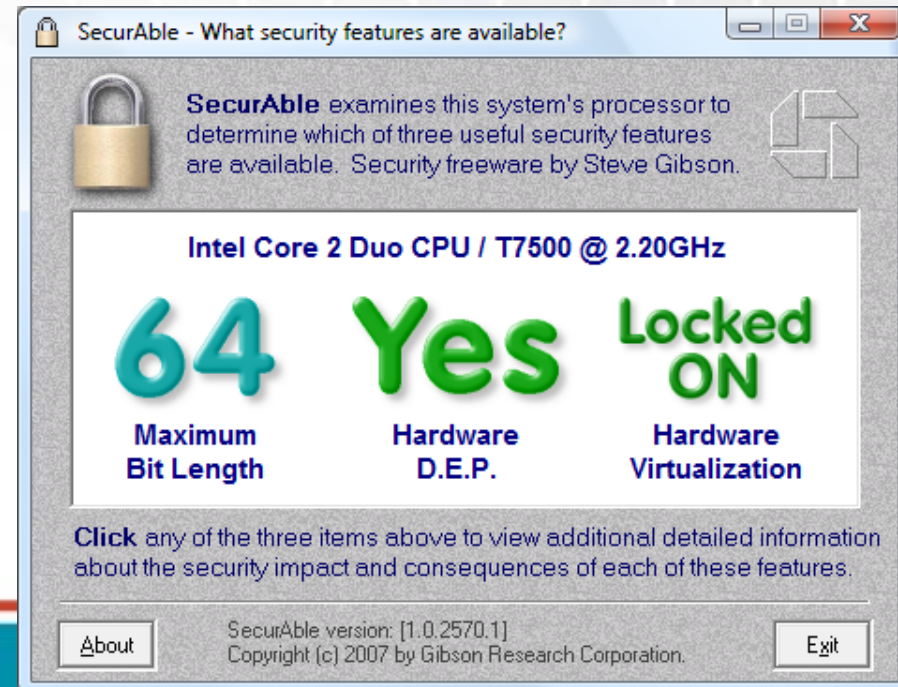 SecurAble - What security features are available?
SecurAble examines this system's processor to
determine which of three useful security features
are available. Security freeware by Steve Gibson.
Intel Core 2 Duo CPU / T7500 @ 2.20GHz
64 Yes Locked
ON
Maximum Hardware Hardware
Bit Length D.E.P. Virtualization
Click any of the three items above to view additional detailed information
about the security impact and consequences of each of these features.
About
SecurAble version: [1.0.2570.1]
Copyright (c) 2007 by Gibson Research Corporation.
Exit